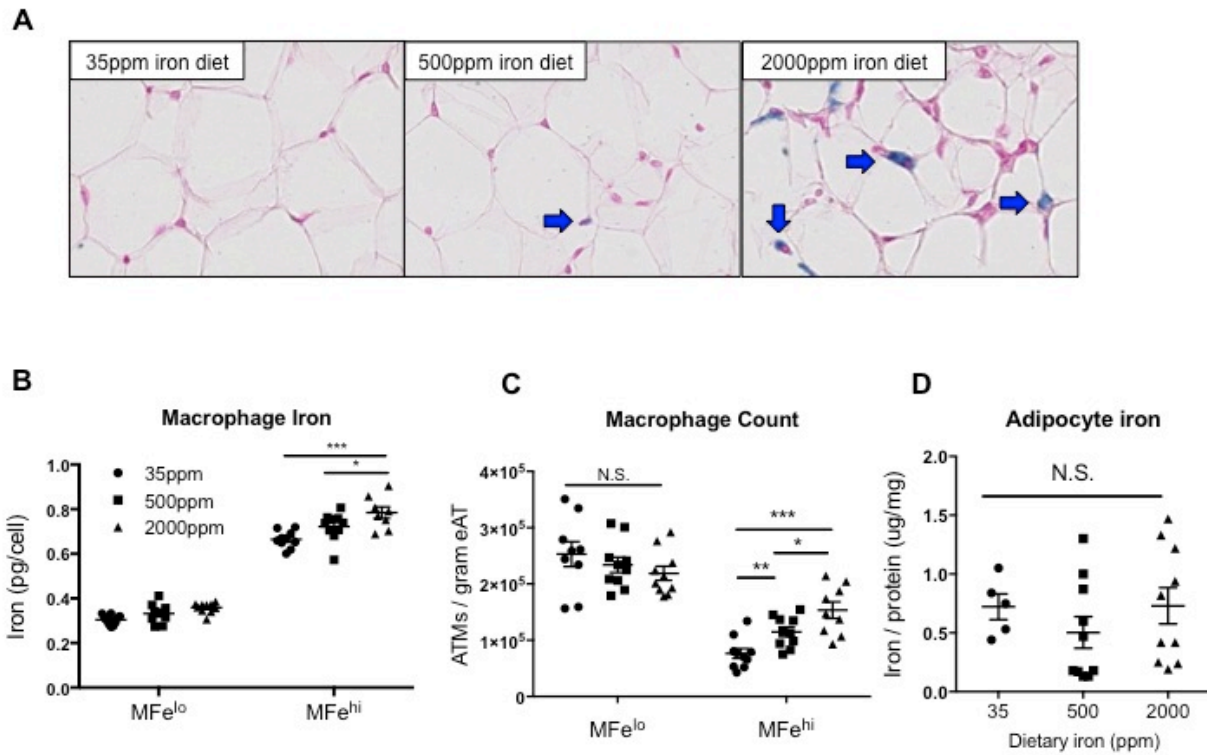 A
35ppm iron diet
500ppm iron diet
2000ppm iron diet
B
Macrophage Iron
***
*
35ppm
500ppm
2000ppm
Iron (pg/cell)
1.0
0.8
0.6
0.4
0.2
0.0
MFe^lo
MFe^hi
C
Macrophage Count
N.S.
***
*
**
ATMs / gram eAT
4×10^5
3×10^5
2×10^5
1×10^5
0
MFe^lo
MFe^hi
D
Adipocyte iron
N.S.
Iron / protein (ug/mg)
2.0
1.5
1.0
0.5
0.0
35
500
2000
Dietary iron (ppm)